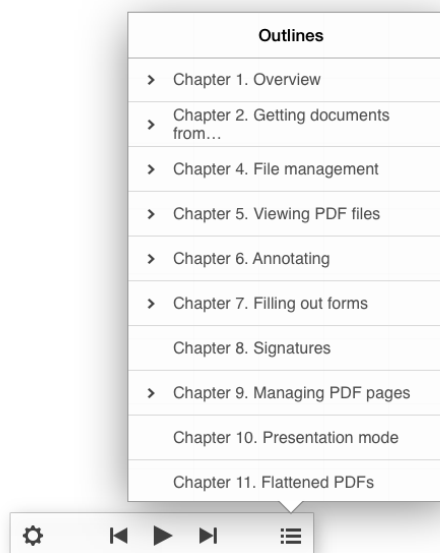 Outlines
Chapter 1. Overview
Chapter 2. Getting documents
from…
Chapter 4. File management
Chapter 5. Viewing PDF files
Chapter 6. Annotating
Chapter 7. Filling out forms
Chapter 8. Signatures
Chapter 9. Managing PDF pages
Chapter 10. Presentation mode
Chapter 11. Flattened PDFs